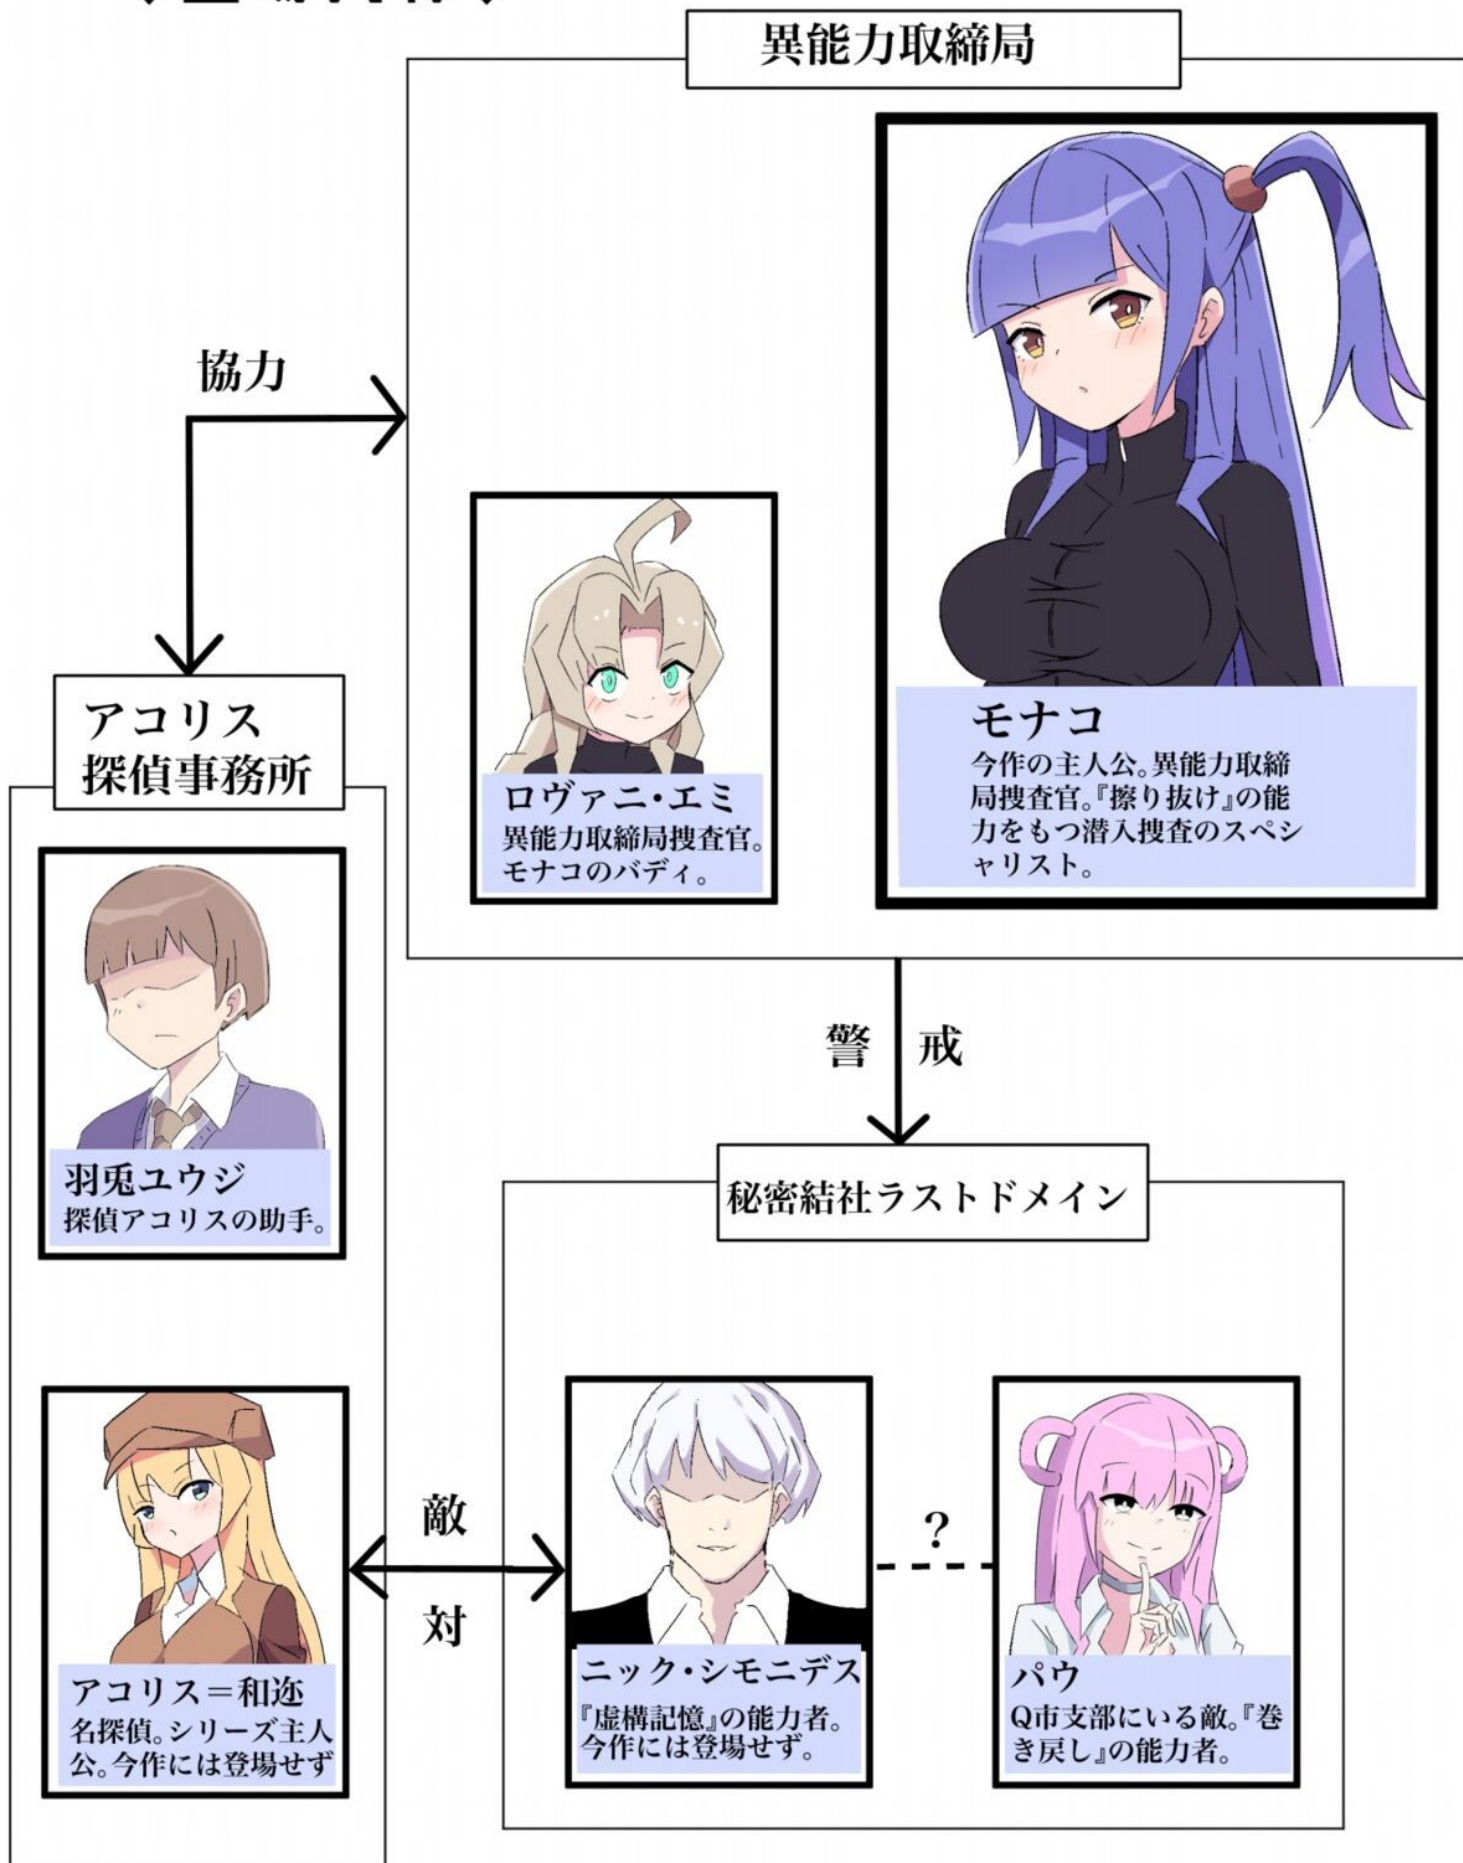 異能力取締局
モナコ
今作の主人公。異能力取締
局捜査官。『擦り抜け』の能
力をもつ潜入捜査のスペシ
ャリスト。
ロヴァニ・エミ
異能力取締局捜査官。
モナコのバディ。
協力
アコリス
探偵事務所
羽兎ユウジ
探偵アコリスの助手。
アコリス＝和迩
名探偵。シリーズ主人
公。今作には登場せず
警戒
秘密結社ラストドメイン
敵
対
ニック・シモニデス
『虚構記憶』の能力者。
今作には登場せず。
？
パウ
Q市支部にいる敵。『巻
き戻し』の能力者。